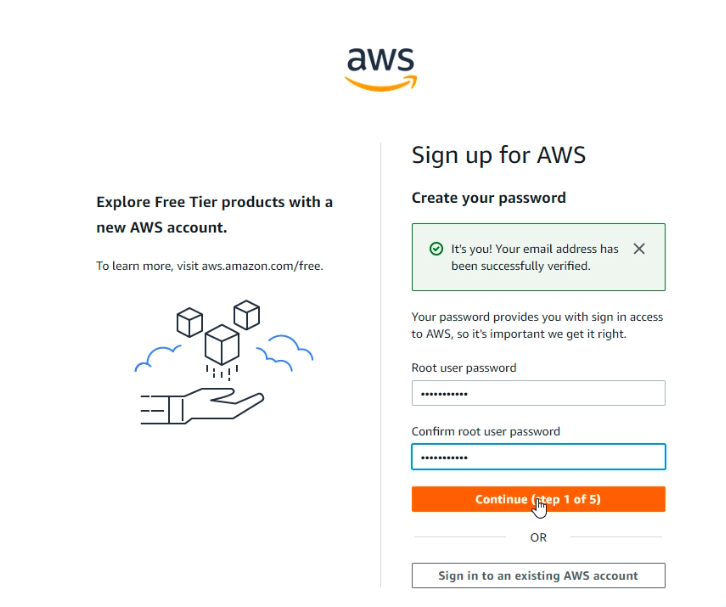 aws
Sign up for AWS
Explore Free Tier products with a
new AWS account.
To learn more, visit aws.amazon.com/free.
Create your password
It's you! Your email address has
been successfully verified.
Your password provides you with sign in access
to AWS, so it's important we get it right.
Root user password
•••••••••••
Confirm root user password
•••••••••••
Continue (step 1 of 5)
OR
Sign in to an existing AWS account